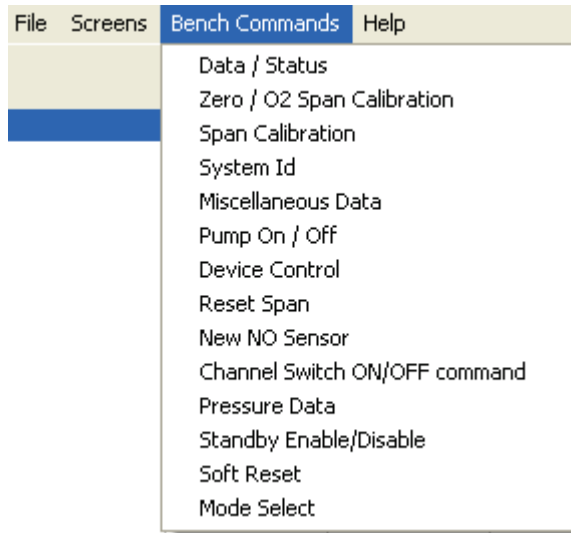 File Screens Bench Commands Help
Data / Status
Zero / O2 Span Calibration
Span Calibration
System Id
Miscellaneous Data
Pump On / Off
Device Control
Reset Span
New NO Sensor
Channel Switch ON/OFF command
Pressure Data
Standby Enable/Disable
Soft Reset
Mode Select